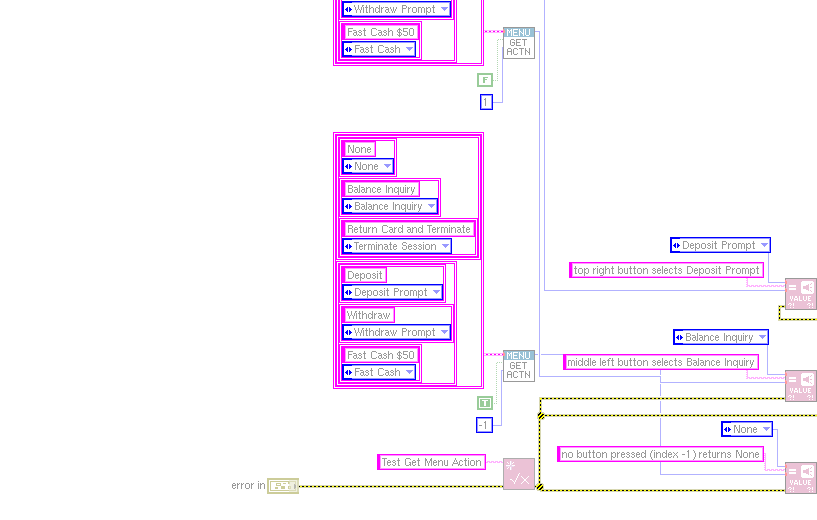 Withdraw Prompt
Fast Cash $50
Fast Cash
MENU
GET
ACTN
F
1
None
None
Balance Inquiry
Balance Inquiry
Return Card and Terminate
Terminate Session
Deposit
Deposit Prompt
Withdraw
Withdraw Prompt
Fast Cash $50
Fast Cash
MENU
GET
ACTN
T
-1
Deposit Prompt
top right button selects Deposit Prompt
=
VALUE
?! ?!
Balance Inquiry
middle left button selects Balance Inquiry
=
VALUE
?! ?!
None
no button pressed (index -1) returns None
=
VALUE
?! ?!
Test Get Menu Action
√x
error in